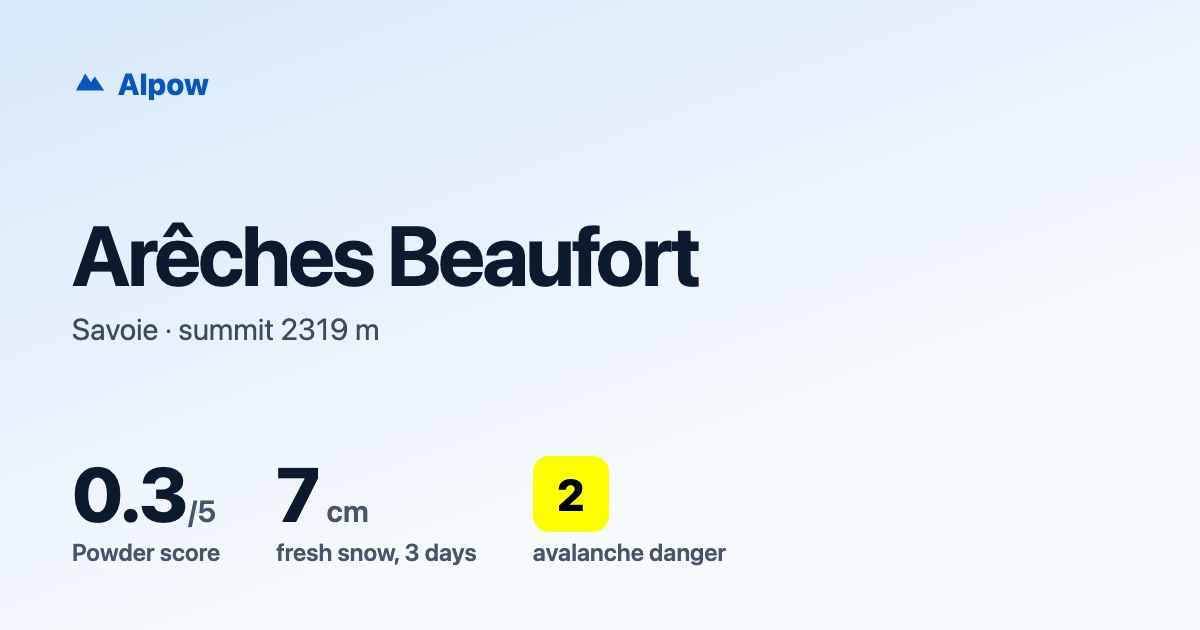 Alpow
Arêches Beaufort
Savoie · summit 2319 m
0.3/5
Powder score
7 cm
fresh snow, 3 days
2
avalanche danger